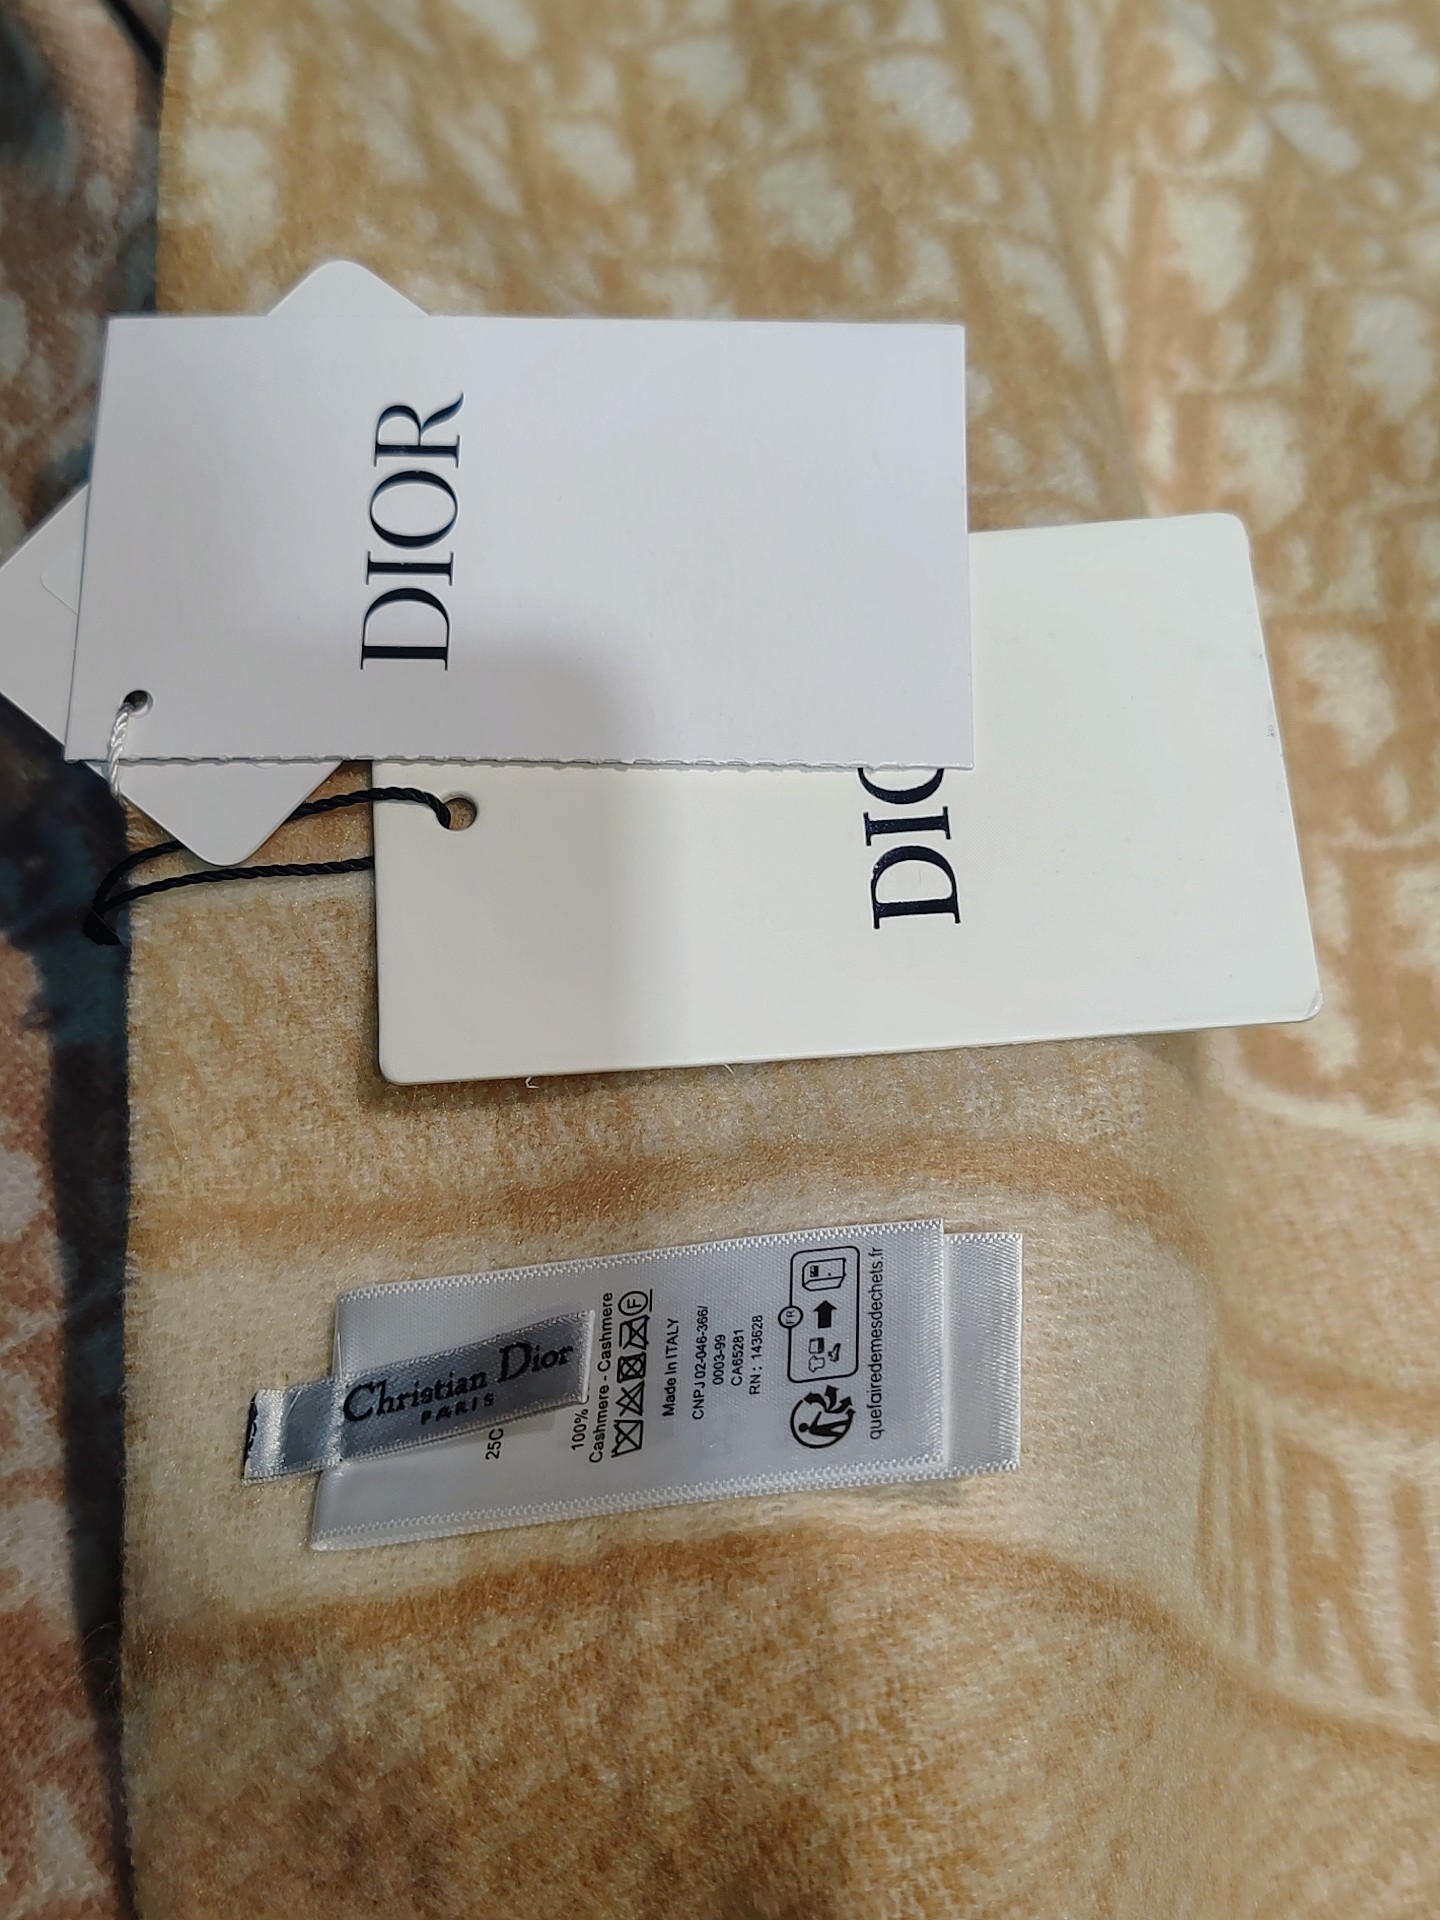 DIOR
DIO
Christian Dior
PARIS
25C
100%
Cashmere - Cashmere
F
Made In ITALY
CNPJ 02-046-366/
0003-99
CA65281
RN : 143628
FR
quefairedemesdechets.fr